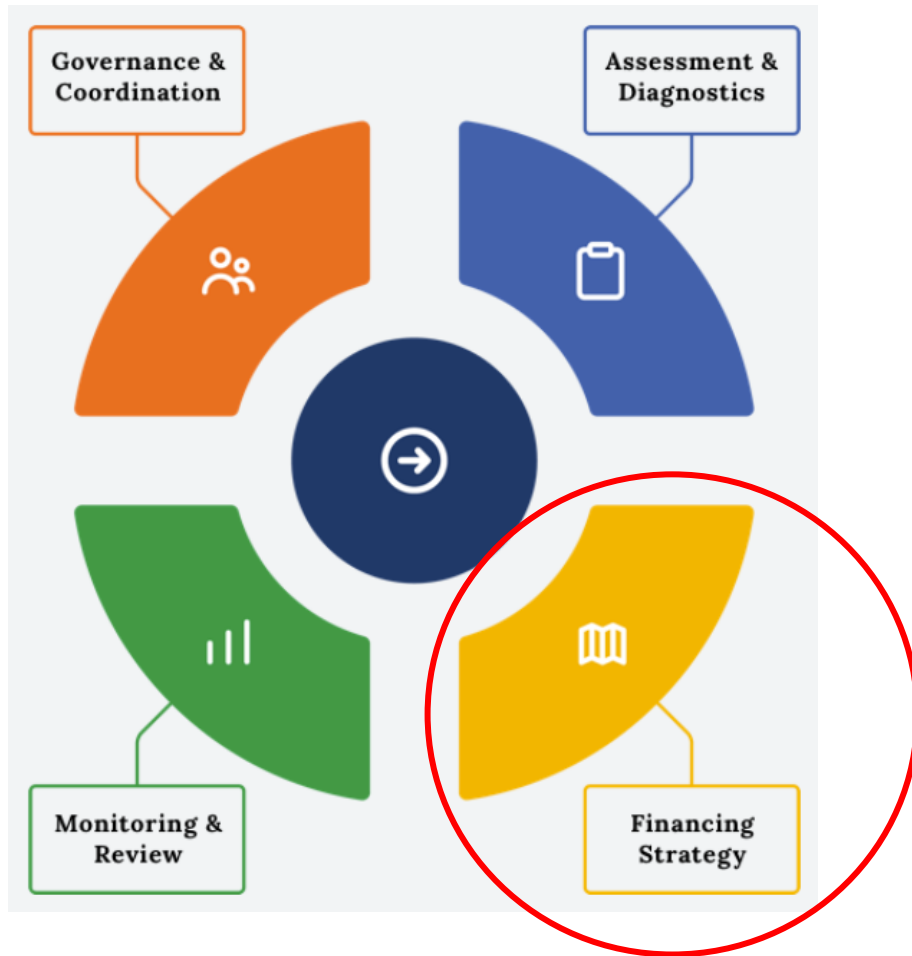 Governance &
Coordination
Assessment &
Diagnostics
Monitoring &
Review
Financing
Strategy